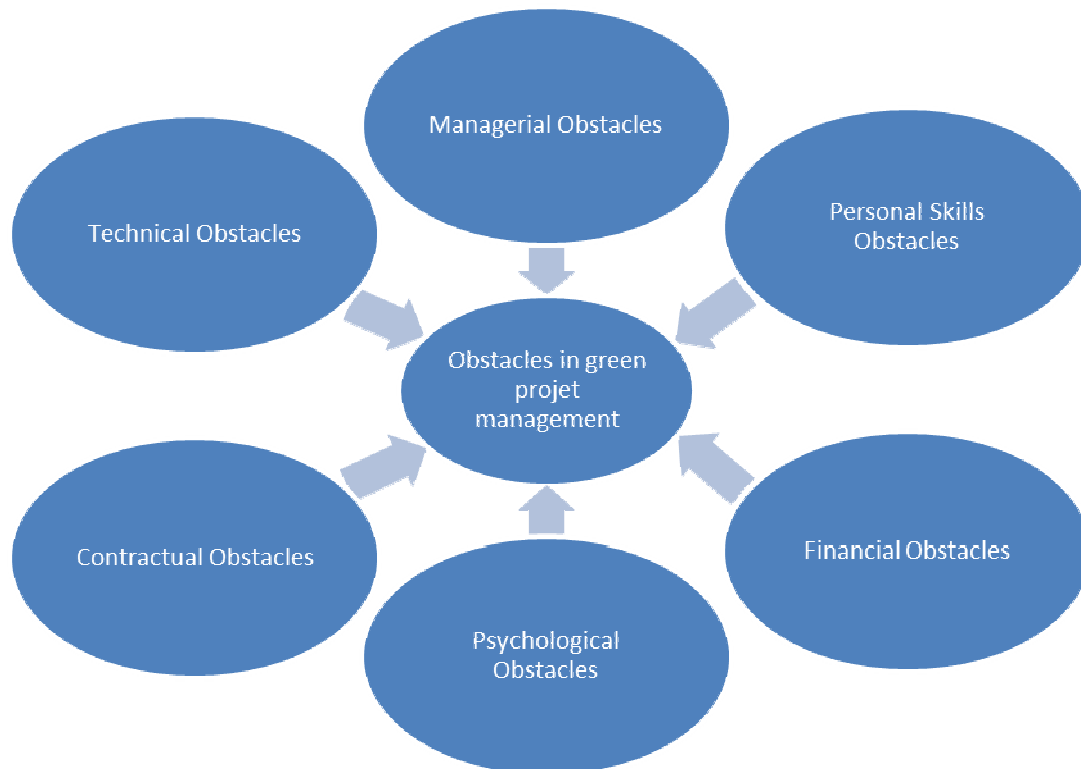 Managerial Obstacles
Technical Obstacles
Personal Skills
Obstacles
Obstacles in green
projet
management
Contractual Obstacles
Financial Obstacles
Psychological
Obstacles